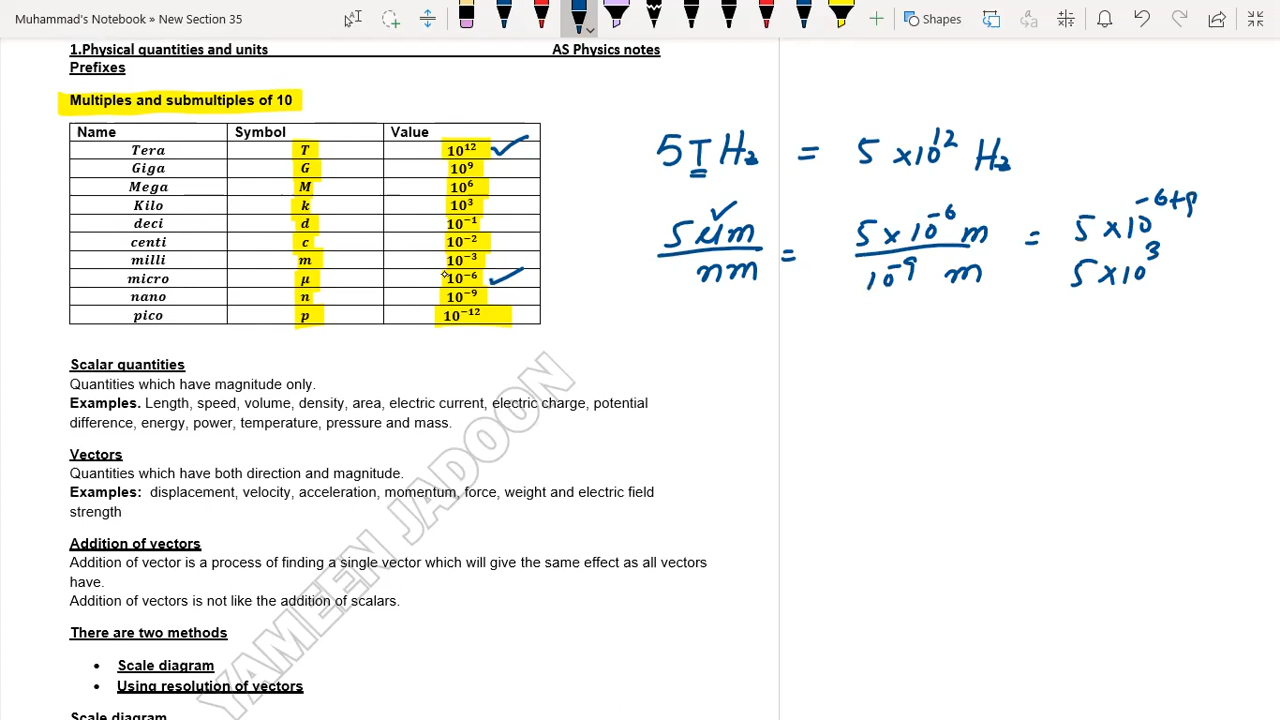 Muhammad's Notebook » New Section 35
Shapes
1.Physical quantities and units AS Physics notes
Prefixes
Multiples and submultiples of 10
Name Symbol Value
Tera T 10¹²
Giga G 10⁹
Mega M 10⁶
Kilo k 10³
deci d 10⁻¹
centi c 10⁻²
milli m 10⁻³
micro μ 10⁻⁶
nano n 10⁻⁹
pico p 10⁻¹²
5THz = 5 ×10¹² Hz
5μm / nm = 5 × 10⁻⁶ m / 10⁻⁹ m = 5 × 10⁻⁶⁺⁹
5 × 10³
Scalar quantities
Quantities which have magnitude only.
Examples. Length, speed, volume, density, area, electric current, electric charge, potential
difference, energy, power, temperature, pressure and mass.
Vectors
Quantities which have both direction and magnitude.
Examples: displacement, velocity, acceleration, momentum, force, weight and electric field
strength
Addition of vectors
Addition of vector is a process of finding a single vector which will give the same effect as all vectors
have.
Addition of vectors is not like the addition of scalars.
There are two methods
• Scale diagram
• Using resolution of vectors
Scale diagram
YAMEEN JADOON